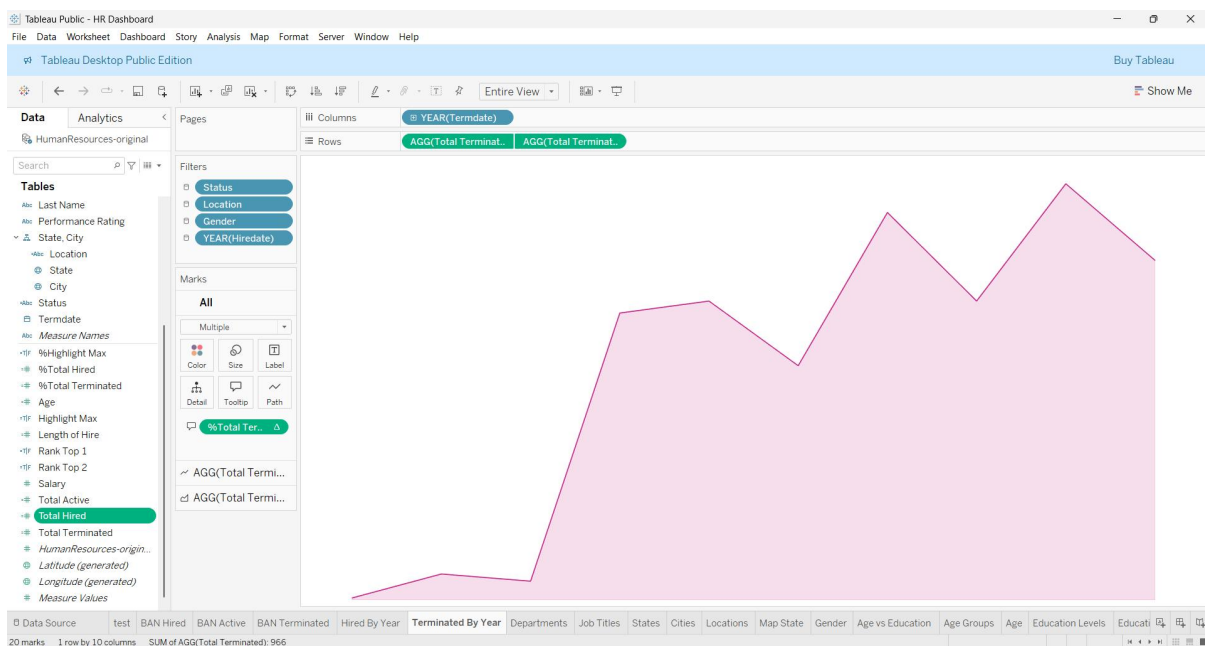 Tableau Public - HR Dashboard
File Data Worksheet Dashboard Story Analysis Map Format Server Window Help
Tableau Desktop Public Edition
Buy Tableau
Entire View
Show Me
Data
Analytics
HumanResources-original
Search
Tables
Abc Last Name
Abc Performance Rating
State, City
Abc Location
State
City
Abc Status
Termdate
Abc Measure Names
T|F %Highlight Max
# %Total Hired
# %Total Terminated
# Age
T|F Highlight Max
# Length of Hire
T|F Rank Top 1
T|F Rank Top 2
# Salary
# Total Active
# Total Hired
# Total Terminated
# HumanResources-origin...
Latitude (generated)
Longitude (generated)
# Measure Values
Pages
Filters
Status
Location
Gender
YEAR(Hiredate)
Marks
All
Multiple
Color
Size
Label
Detail
Tooltip
Path
%Total Ter.. Δ
AGG(Total Termi...
AGG(Total Termi...
iii Columns
YEAR(Termdate)
Rows
AGG(Total Terminat..
AGG(Total Terminat..
Data Source test BAN Hired BAN Active BAN Terminated Hired By Year Terminated By Year Departments Job Titles States Cities Locations Map State Gender Age vs Education Age Groups Age Education Levels Educati
20 marks 1 row by 10 columns SUM of AGG(Total Terminated): 966